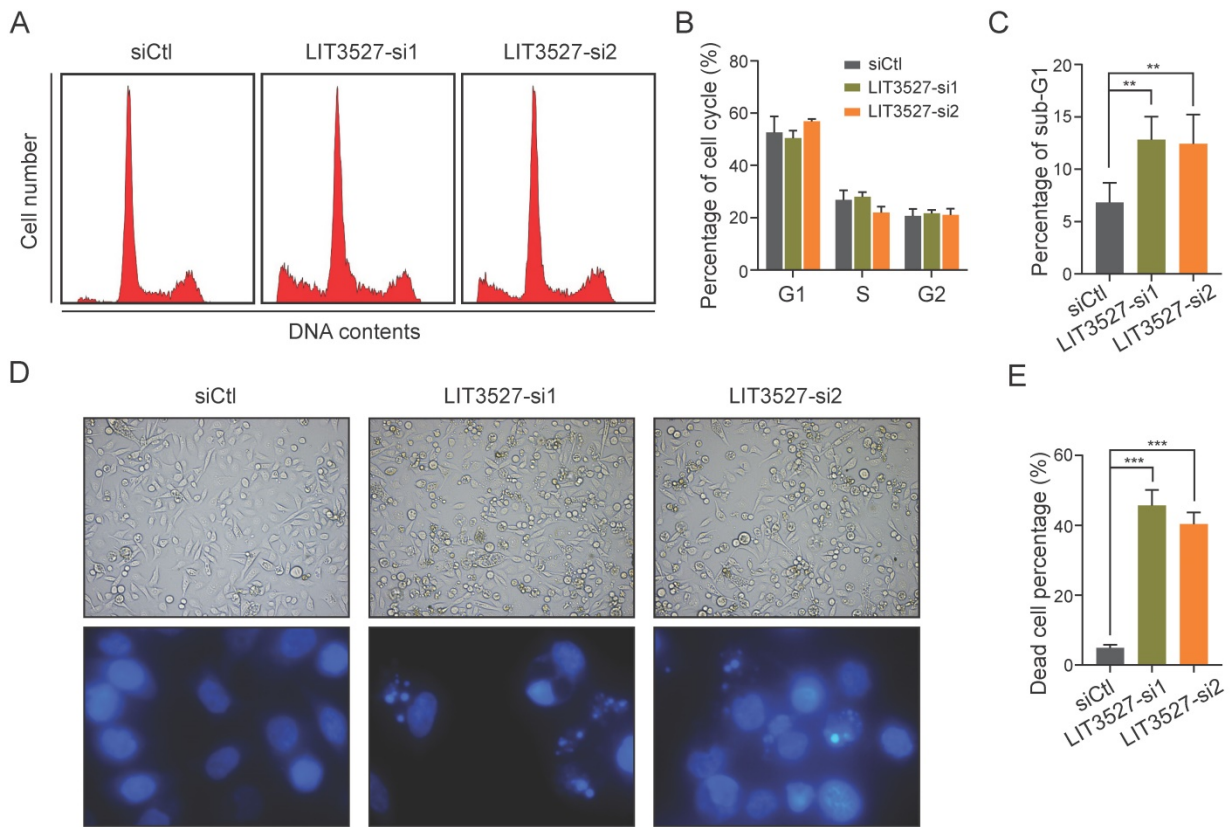 A
siCtl
LIT3527-si1
LIT3527-si2
Cell number
DNA contents
B
Percentage of cell cycle (%)
80
60
40
20
0
siCtl
LIT3527-si1
LIT3527-si2
G1
S
G2
C
Percentage of sub-G1
20
15
10
5
0
**
**
siCtl
LIT3527-si1
LIT3527-si2
D
siCtl
LIT3527-si1
LIT3527-si2
E
Dead cell percentage (%)
60
40
20
0
***
***
siCtl
LIT3527-si1
LIT3527-si2